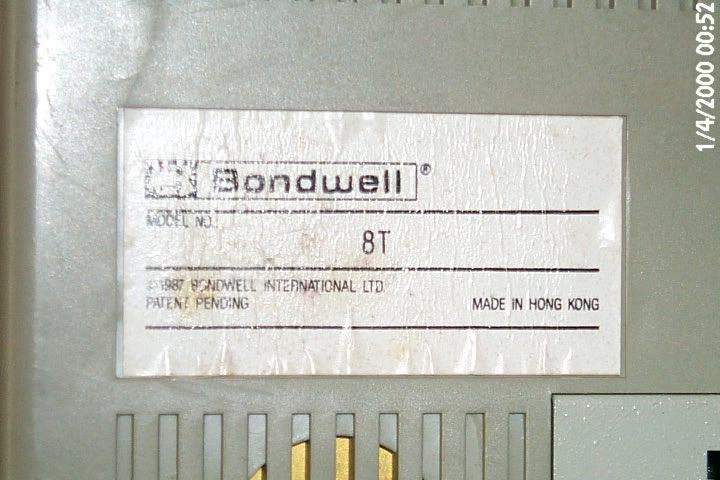 Bondwell®
MODEL NO.
8T
©1987 BONDWELL INTERNATIONAL LTD
PATENT PENDING
MADE IN HONG KONG
1/4/2000 00:52